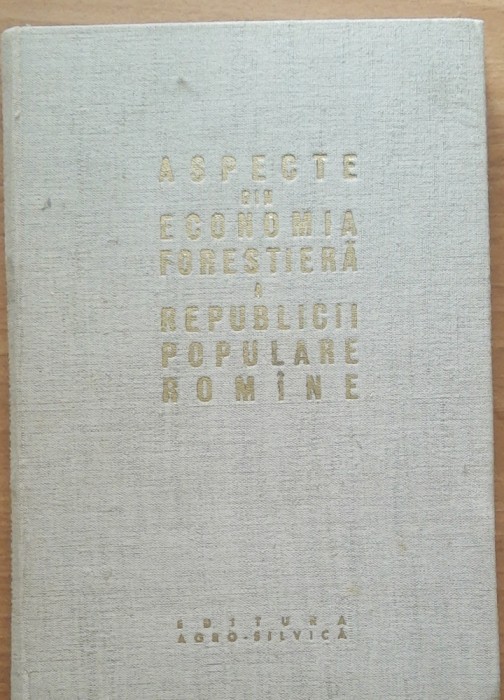 ASPECTE
DIN
ECONOMIA
FORESTIERĂ
A
REPUBLICII
POPULARE
ROMÎNE
EDITURA
AGRO-SILVICĂ